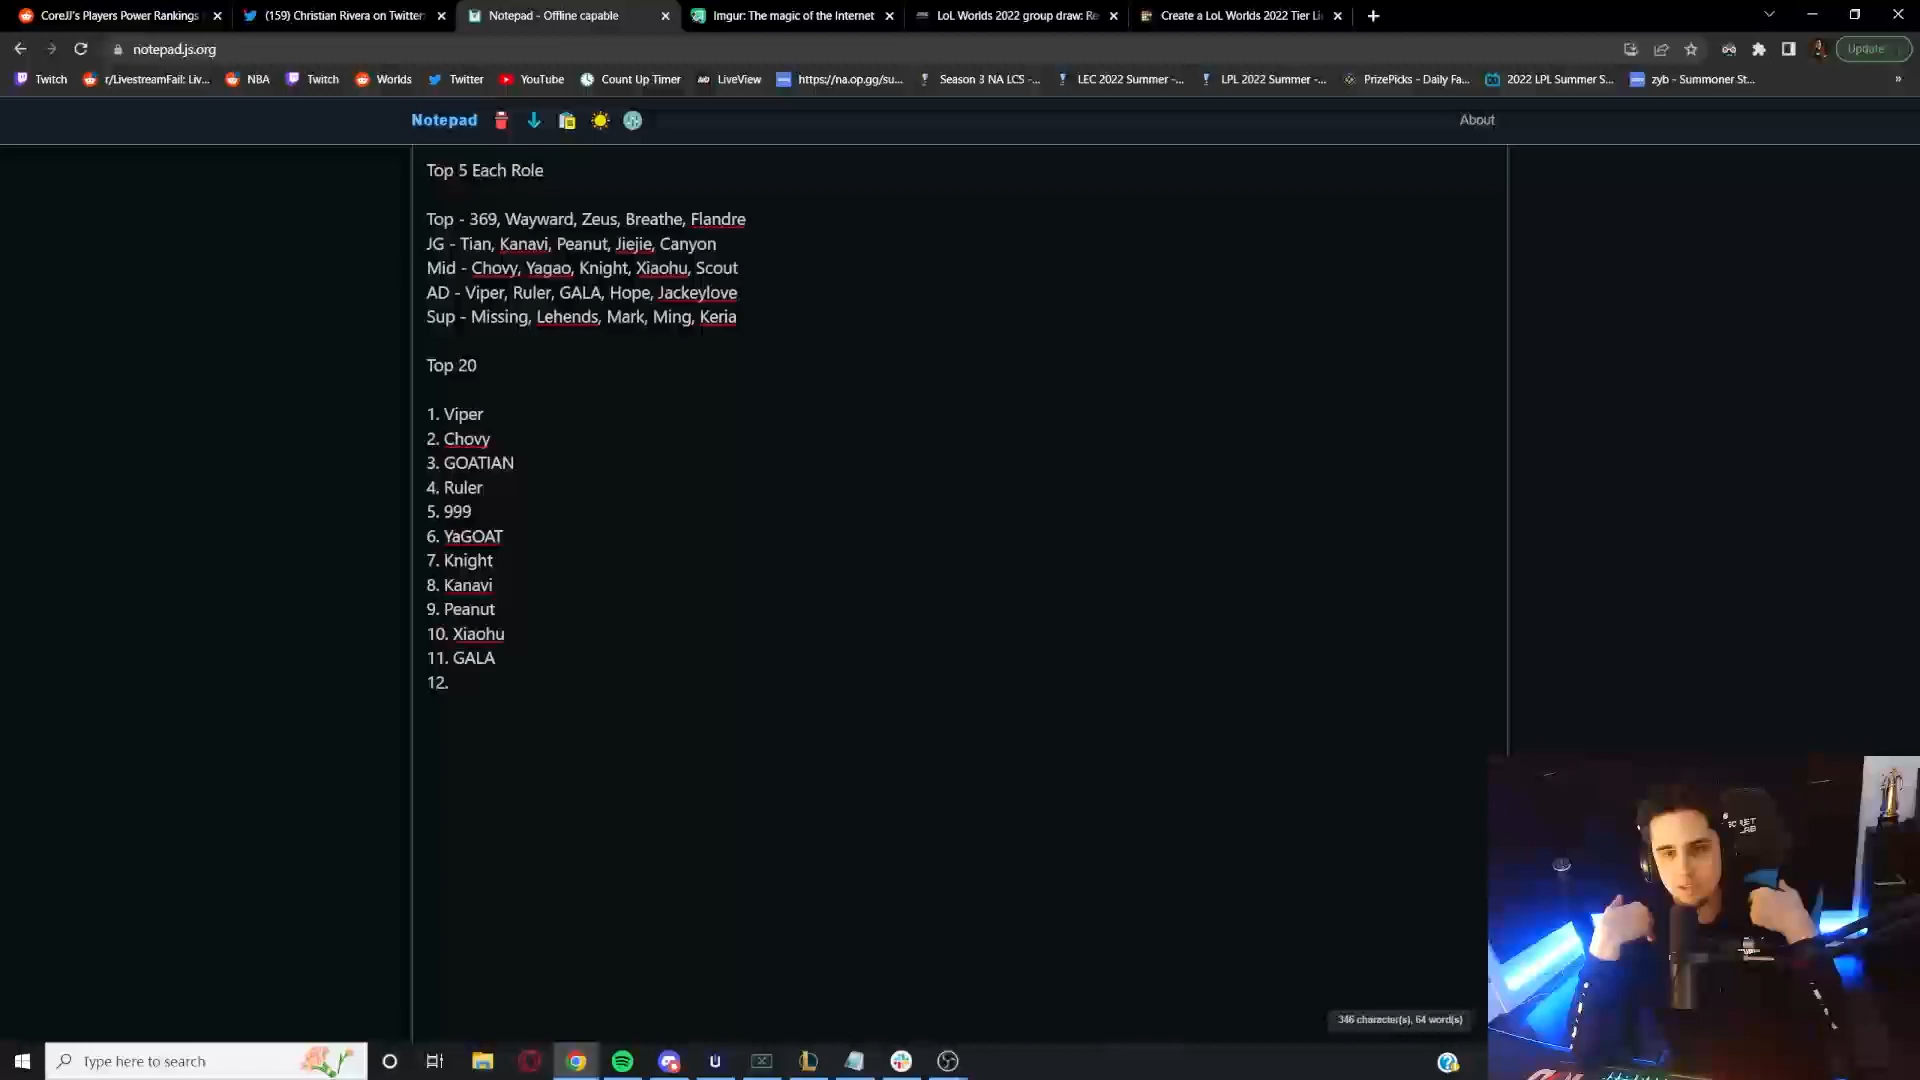 CoreJJ's Players Power Rankings
(159) Christian Rivera on Twitter
Notepad - Offline capable
Imgur: The magic of the Internet
LoL Worlds 2022 group draw: Re
Create a LoL Worlds 2022 Tier Li
notepad.js.org
Update
Twitch
r/LivestreamFail: Liv...
NBA
Twitch
Worlds
Twitter
YouTube
Count Up Timer
LiveView
https://na.op.gg/su...
Season 3 NA LCS -...
LEC 2022 Summer -...
LPL 2022 Summer -...
PrizePicks - Daily Fa...
2022 LPL Summer S...
zyb - Summoner St...
Notepad
About
Top 5 Each Role
Top - 369, Wayward, Zeus, Breathe, Flandre
JG - Tian, Kanavi, Peanut, Jiejie, Canyon
Mid - Chovy, Yagao, Knight, Xiaohu, Scout
AD - Viper, Ruler, GALA, Hope, Jackeylove
Sup - Missing, Lehends, Mark, Ming, Keria
Top 20
1. Viper
2. Chovy
3. GOATIAN
4. Ruler
5. 999
6. YaGOAT
7. Knight
8. Kanavi
9. Peanut
10. Xiaohu
11. GALA
12.
346 character(s), 64 word(s)
Type here to search